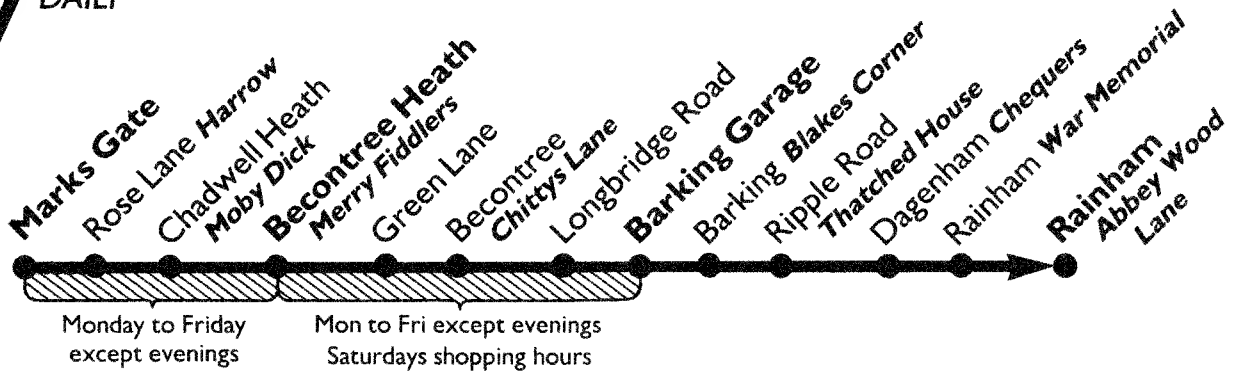 DAILY
Marks Gate
Rose Lane Harrow
Chadwell Heath
Moby Dick
Becontree Heath
Merry Fiddlers
Green Lane
Becontree
Chittys Lane
Longbridge Road
Barking Garage
Barking Blakes Corner
Ripple Road
Thatched House
Dagenham Chequers
Rainham War Memorial
Rainham
Abbey Wood
Lane
Monday to Friday
except evenings
Mon to Fri except evenings
Saturdays shopping hours